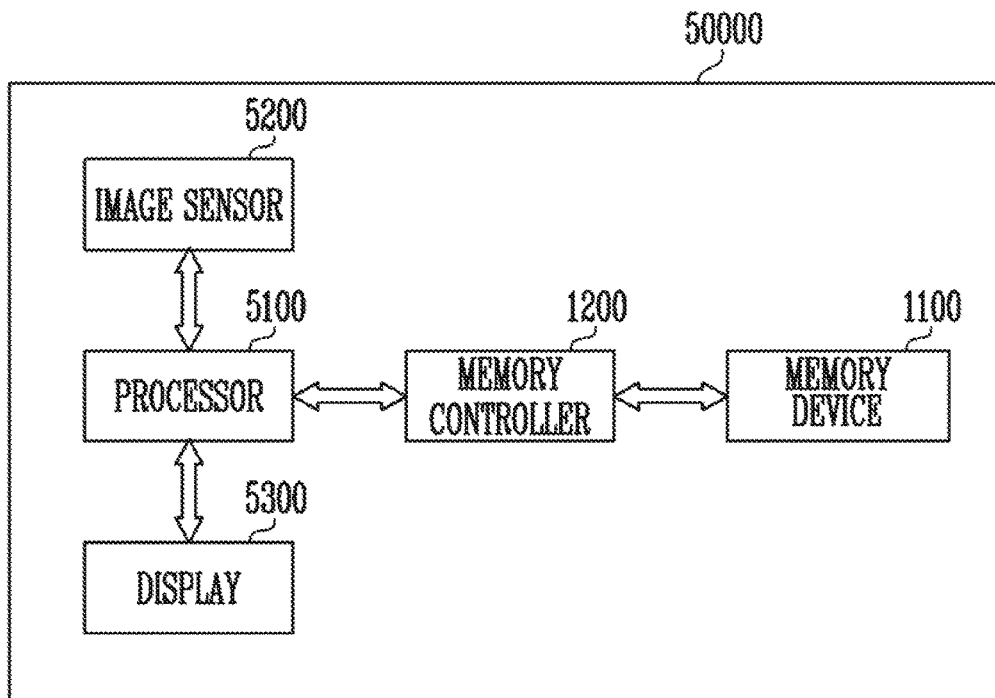 50000
5200
IMAGE SENSOR
5100
PROCESSOR
1200
MEMORY
CONTROLLER
1100
MEMORY
DEVICE
5300
DISPLAY